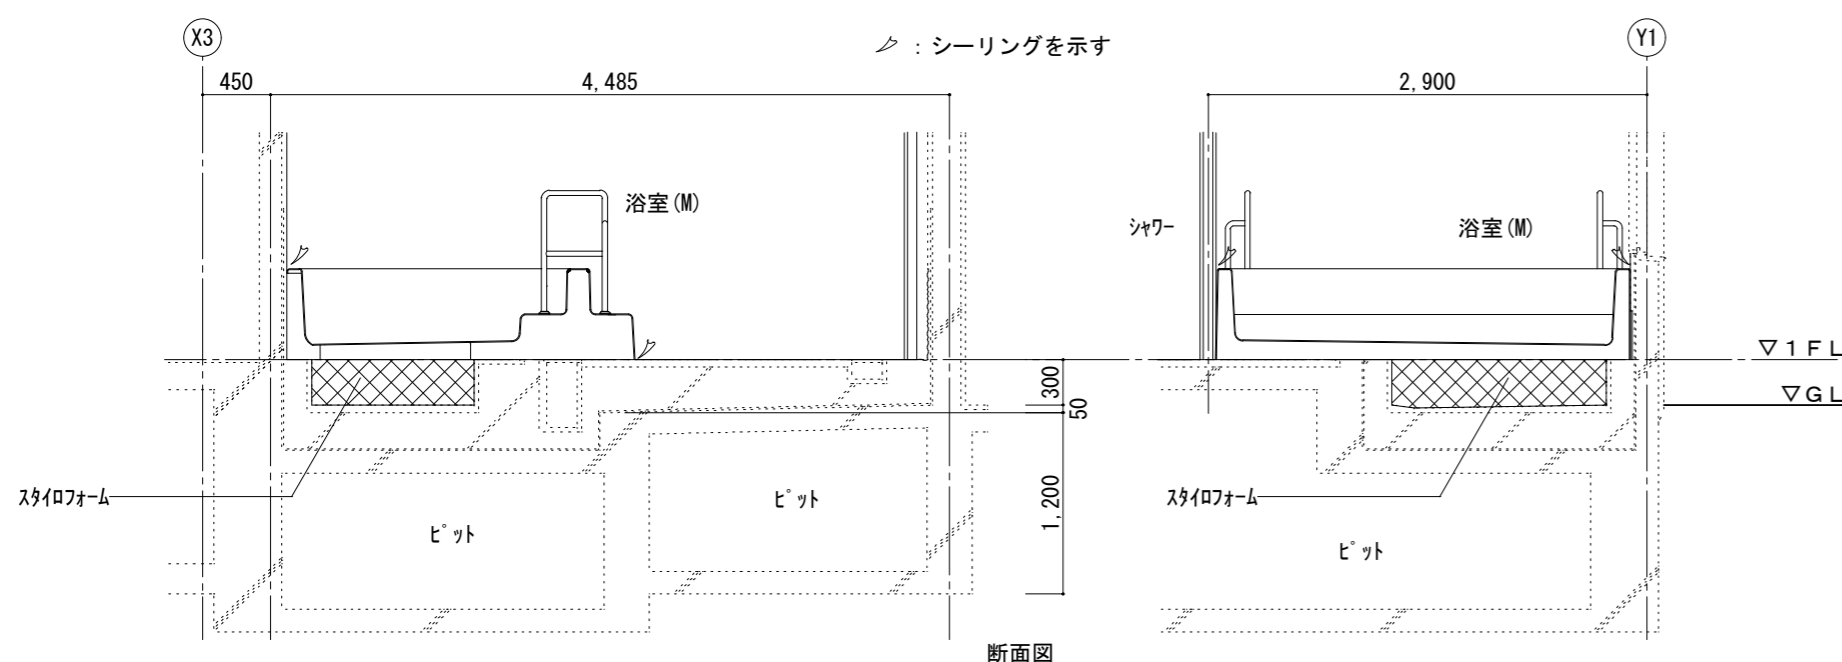 X3
Y1
：シーリングを示す
450
4,485
2,900
浴室(M)
シャワー
浴室(M)
▽1FL
300
▽GL
50
スタイロフォーム
ピット
1,200
スタイロフォーム
ピット
ピット
断面図